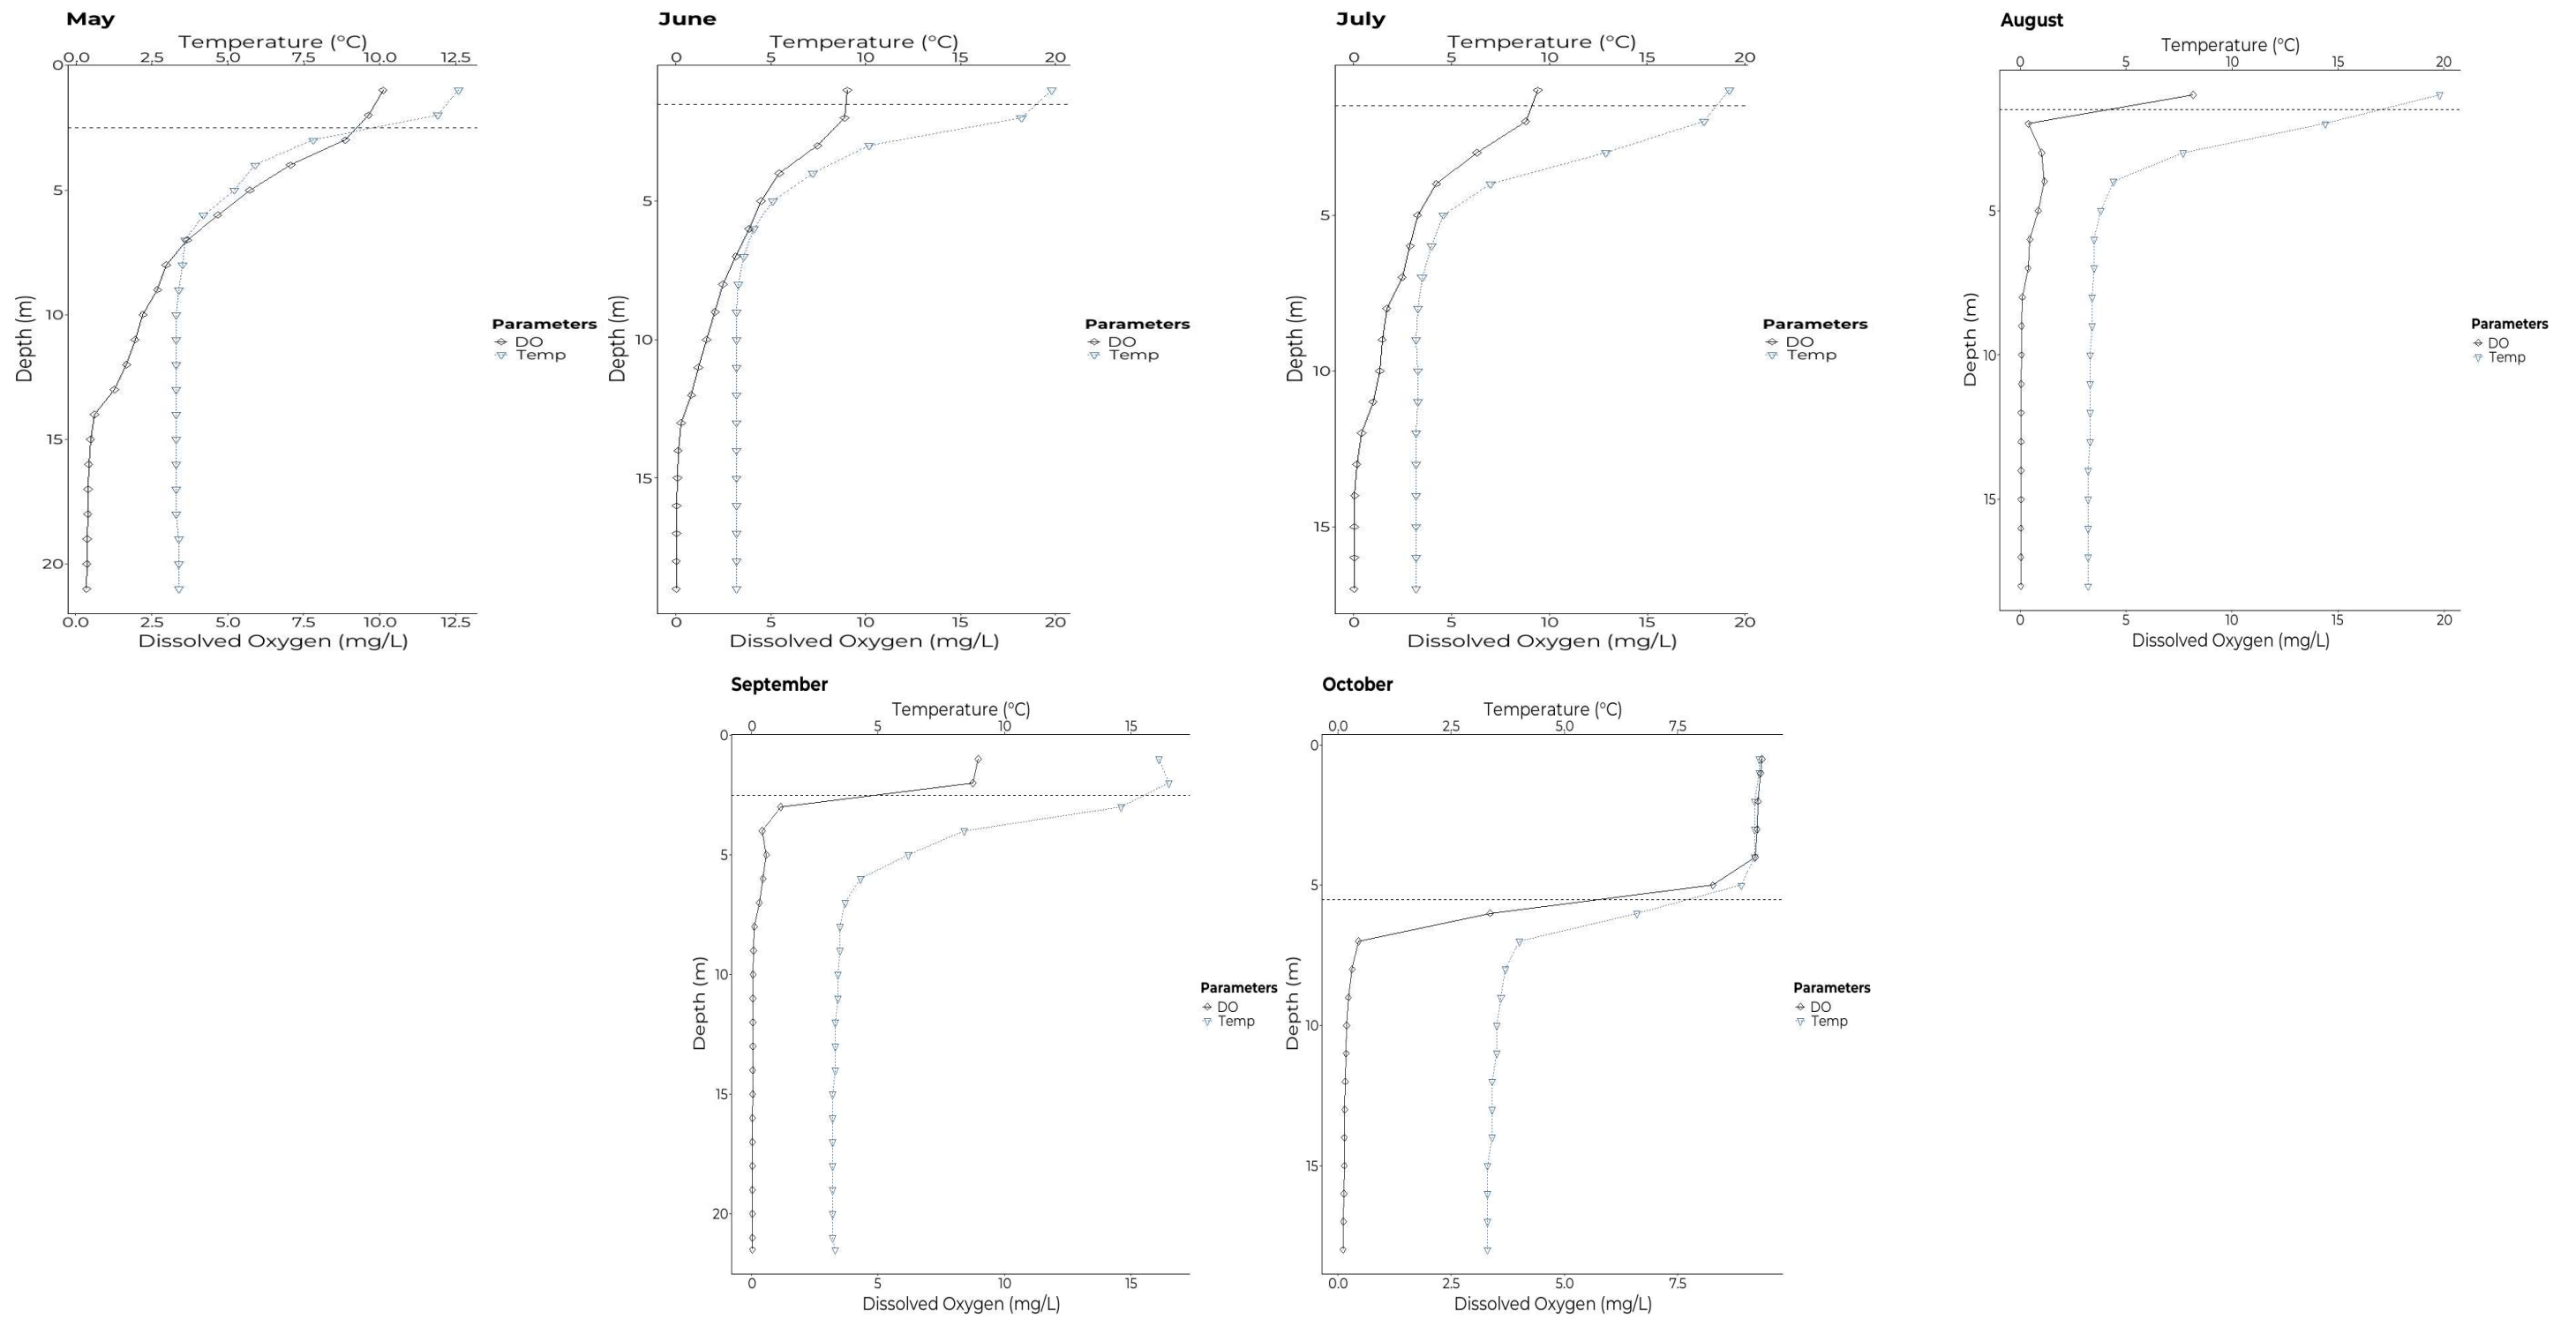 May
Temperature (°C)
0.0 2.5 5.0 7.5 10.0 12.5
0
5
10
15
20
Depth (m)
0.0 2.5 5.0 7.5 10.0 12.5
Dissolved Oxygen (mg/L)
Parameters
DO
Temp
June
Temperature (°C)
0 5 10 15 20
5
10
15
Depth (m)
0 5 10 15 20
Dissolved Oxygen (mg/L)
Parameters
DO
Temp
July
Temperature (°C)
0 5 10 15 20
5
10
15
Depth (m)
0 5 10 15 20
Dissolved Oxygen (mg/L)
Parameters
DO
Temp
August
Temperature (°C)
0 5 10 15 20
5
10
15
Depth (m)
0 5 10 15 20
Dissolved Oxygen (mg/L)
Parameters
DO
Temp
September
Temperature (°C)
0 5 10 15
0
5
10
15
20
Depth (m)
0 5 10 15
Dissolved Oxygen (mg/L)
Parameters
DO
Temp
October
Temperature (°C)
0.0 2.5 5.0 7.5
0
5
10
15
Depth (m)
0.0 2.5 5.0 7.5
Dissolved Oxygen (mg/L)
Parameters
DO
Temp